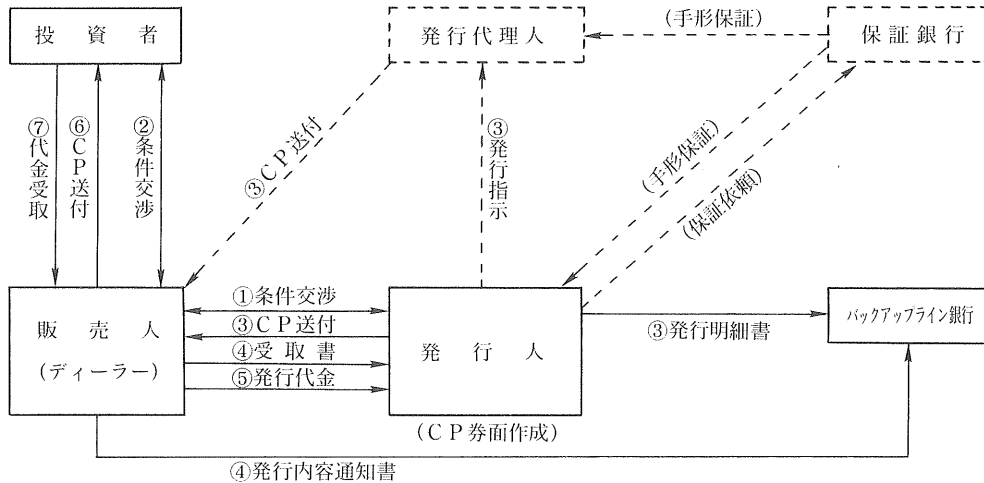 投資者
発行代理人
(手形保証)
保証銀行
⑦代金受取
⑥CP送付
②条件交渉
③CP送付
③発行指示
(手形保証)
(保証依頼)
販売人
(ディーラー)
①条件交渉
③CP送付
④受取書
⑤発行代金
発行人
(CP券面作成)
③発行明細書
バックアップライン銀行
④発行内容通知書